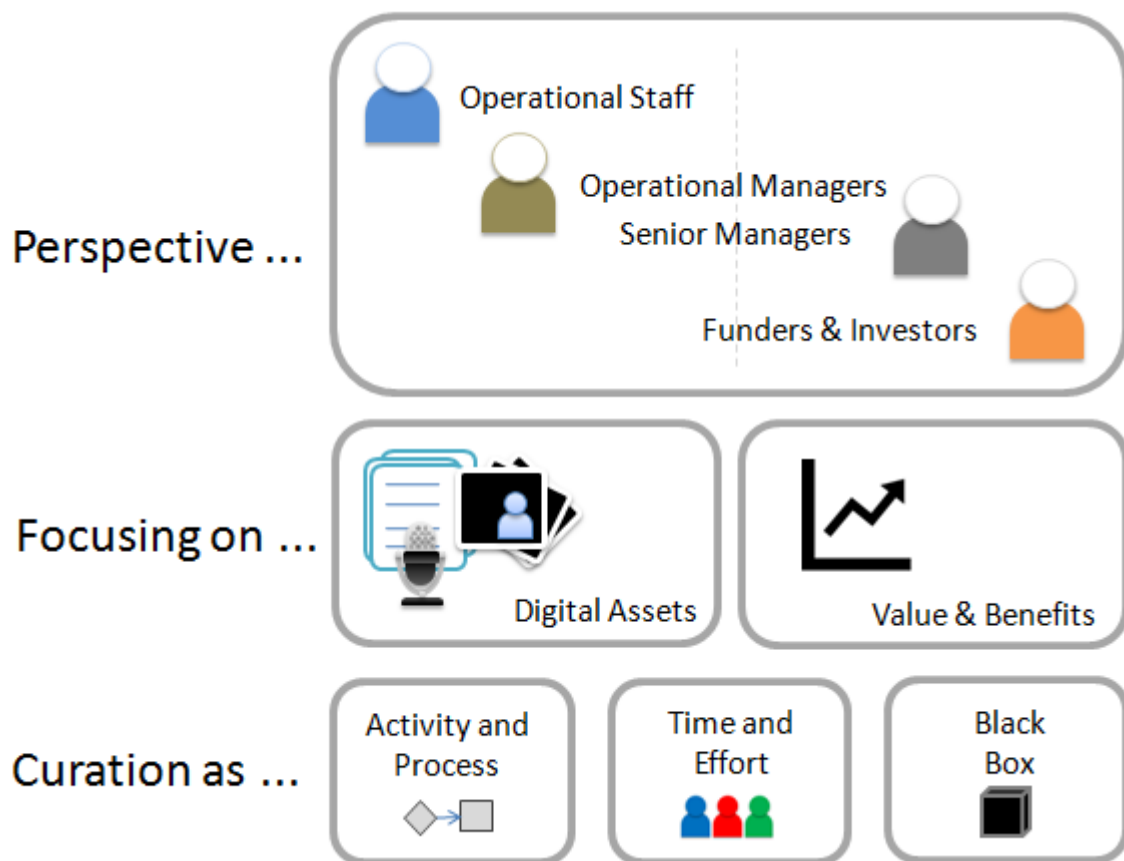 Perspective ...
Operational Staff
Operational Managers
Senior Managers
Funders & Investors
Focusing on ...
Digital Assets
Value & Benefits
Curation as ...
Activity and
Process
Time and
Effort
Black
Box